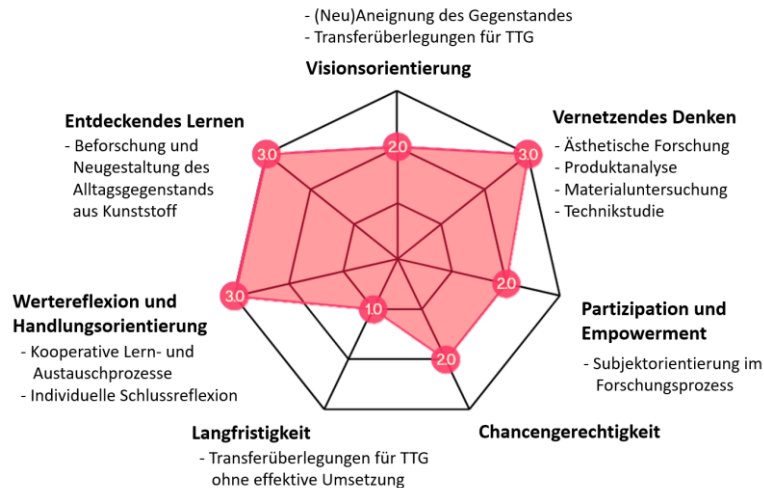 - (Neu)Aneignung des Gegenstandes
- Transferüberlegungen für TTG
Visionsorientierung
2.0
Vernetzendes Denken
- Ästhetische Forschung
- Produktanalyse
- Materialuntersuchung
- Technikstudie
3.0
Partizipation und
Empowerment
- Subjektorientierung im
Forschungsprozess
2.0
Chancengerechtigkeit
2.0
Langfristigkeit
- Transferüberlegungen für TTG
ohne effektive Umsetzung
1.0
Wertereflexion und
Handlungsorientierung
- Kooperative Lern- und
Austauschprozesse
- Individuelle Schlussreflexion
3.0
Entdeckendes Lernen
- Beforschung und
Neugestaltung des
Alltagsgegenstands
aus Kunststoff
3.0